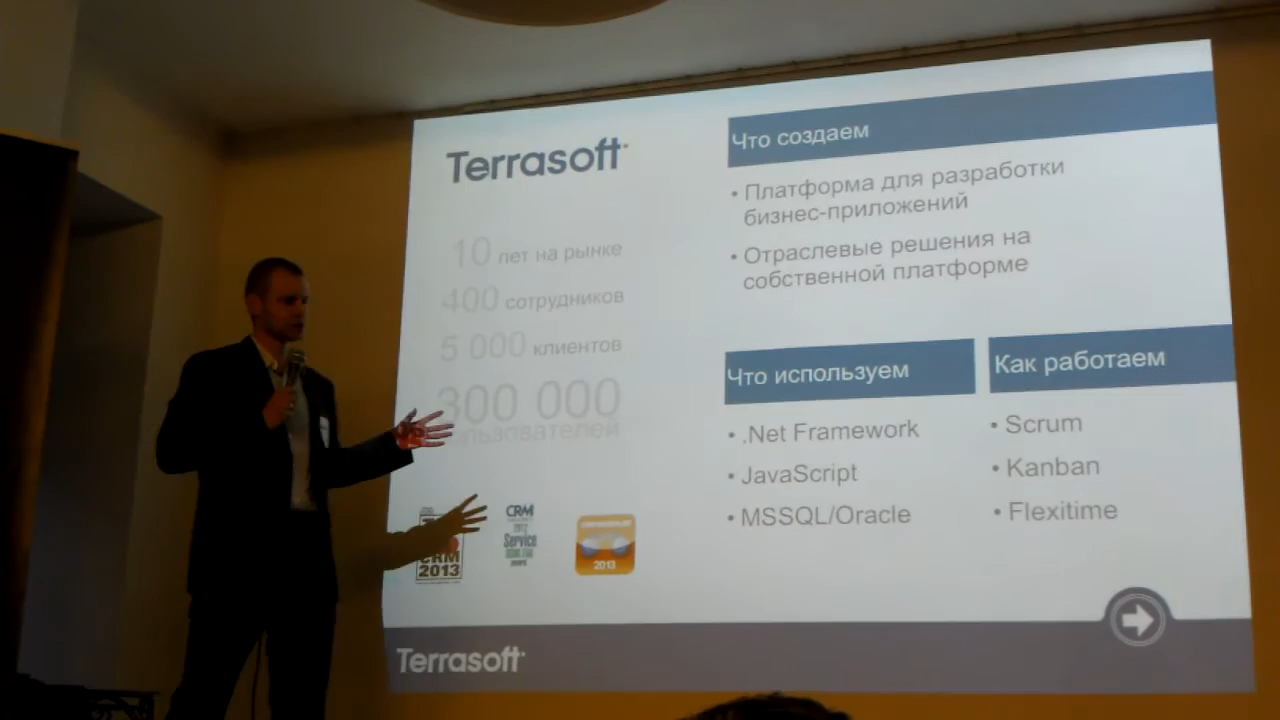 Terrasoft
10 лет на рынке
400 сотрудников
5 000 клиентов
300 000
CRM
2013
CRM
2012
Service
2013
Что создаем
• Платформа для разработки
бизнес-приложений
• Отраслевые решения на
собственной платформе
Что используем
• .Net Framework
• JavaScript
• MSSQL/Oracle
Как работаем
• Scrum
• Kanban
• Flexitime
Terrasoft